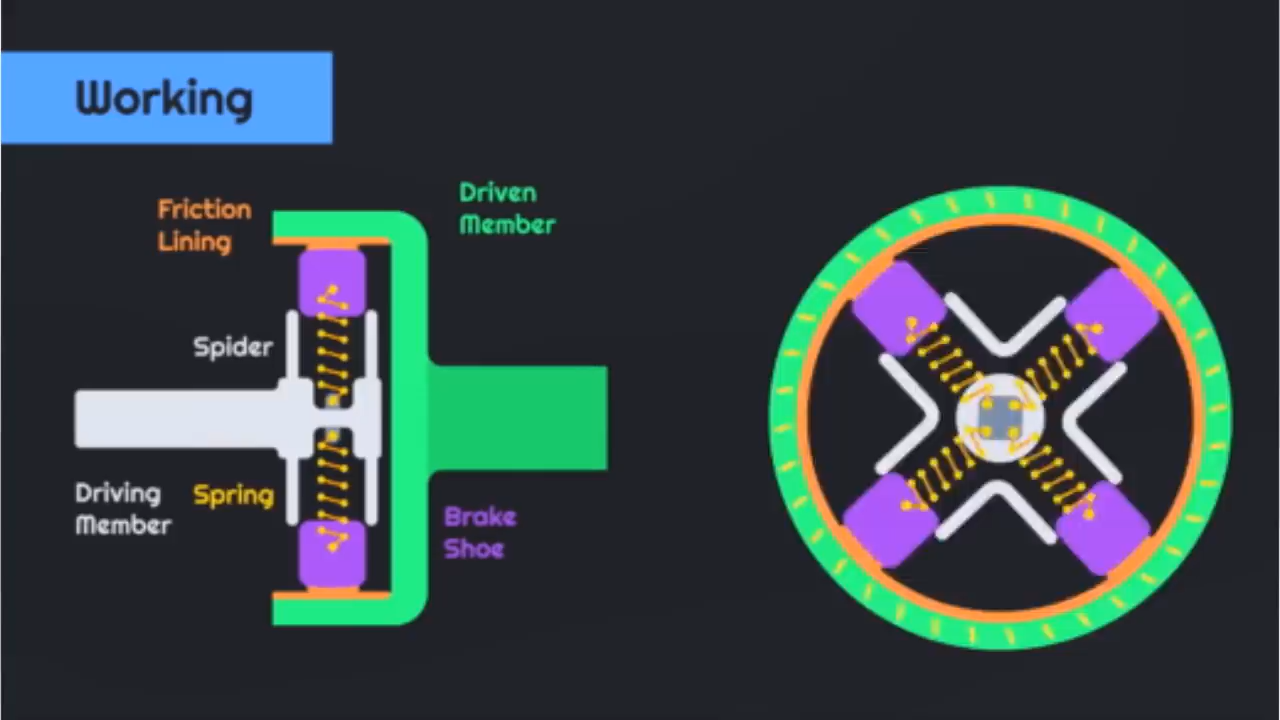 Working
Friction
Lining
Driven
Member
Spider
Driving
Member
Spring
Brake
Shoe